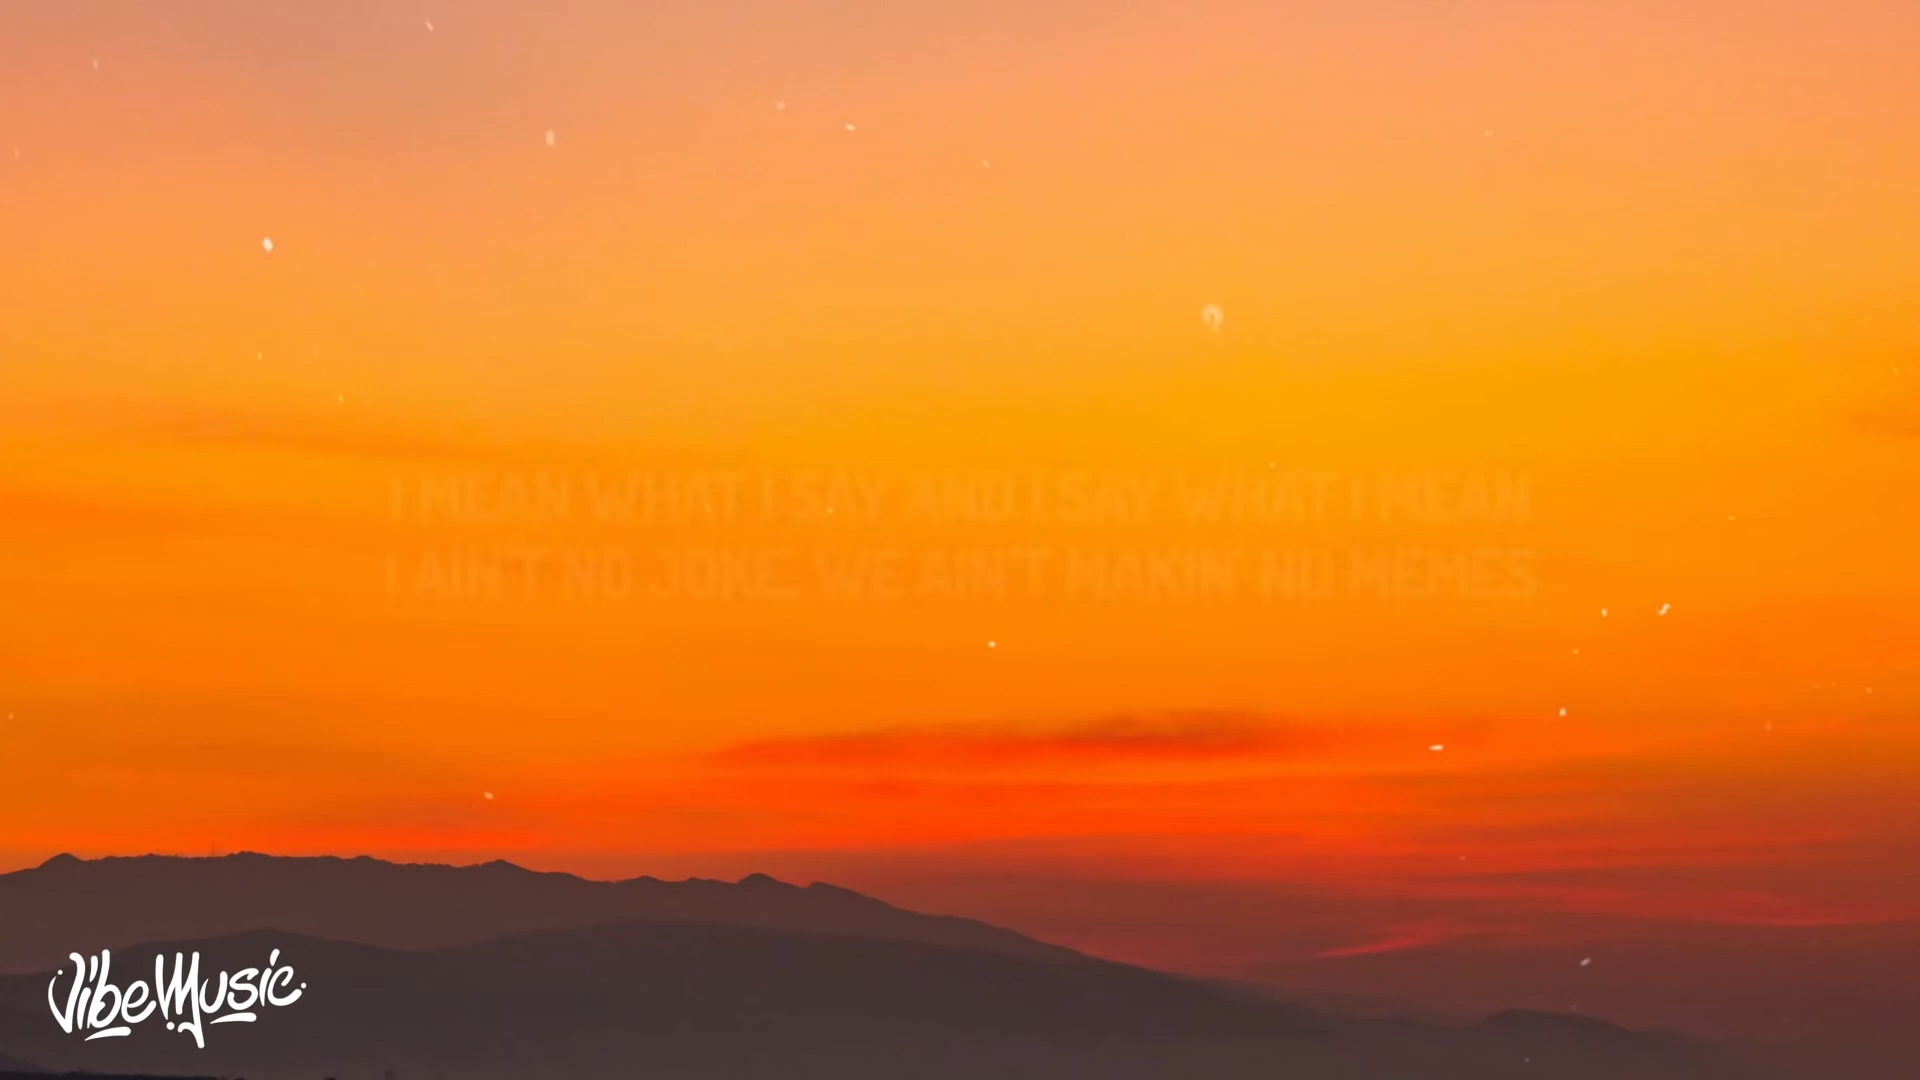 I MEAN WHAT I SAY AND I SAY WHAT I MEAN
I AIN'T NO JOKE, WE AIN'T MAKIN' NO MEMES
VibeMusic.